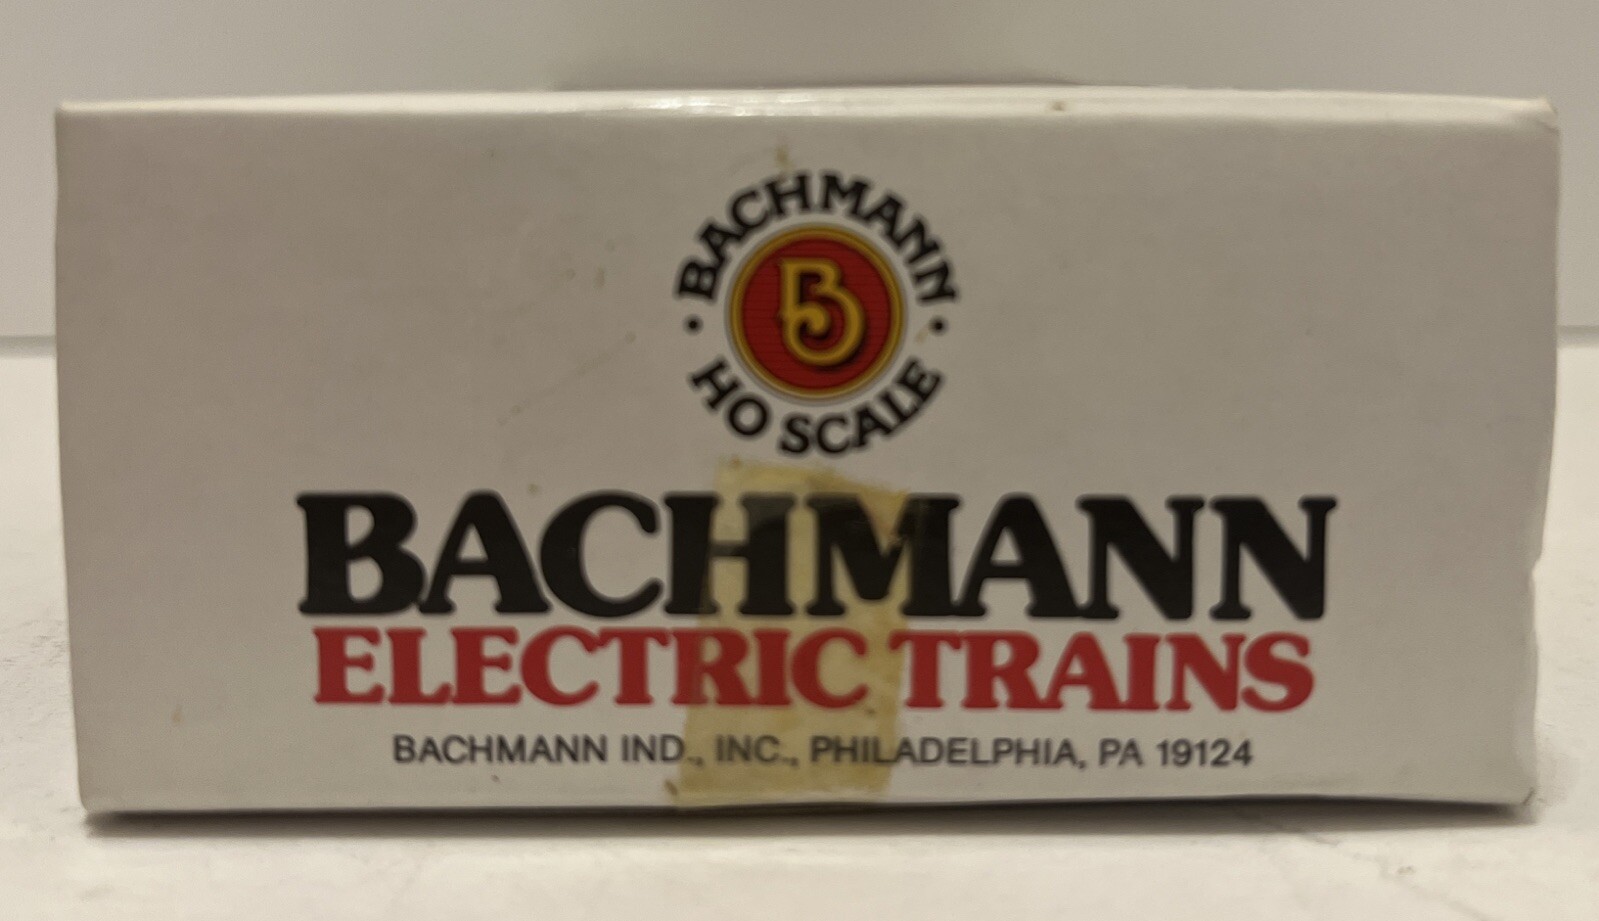 · BACHMANN ·
B
HO SCALE
BACHMANN
ELECTRIC TRAINS
BACHMANN IND., INC., PHILADELPHIA, PA 19124